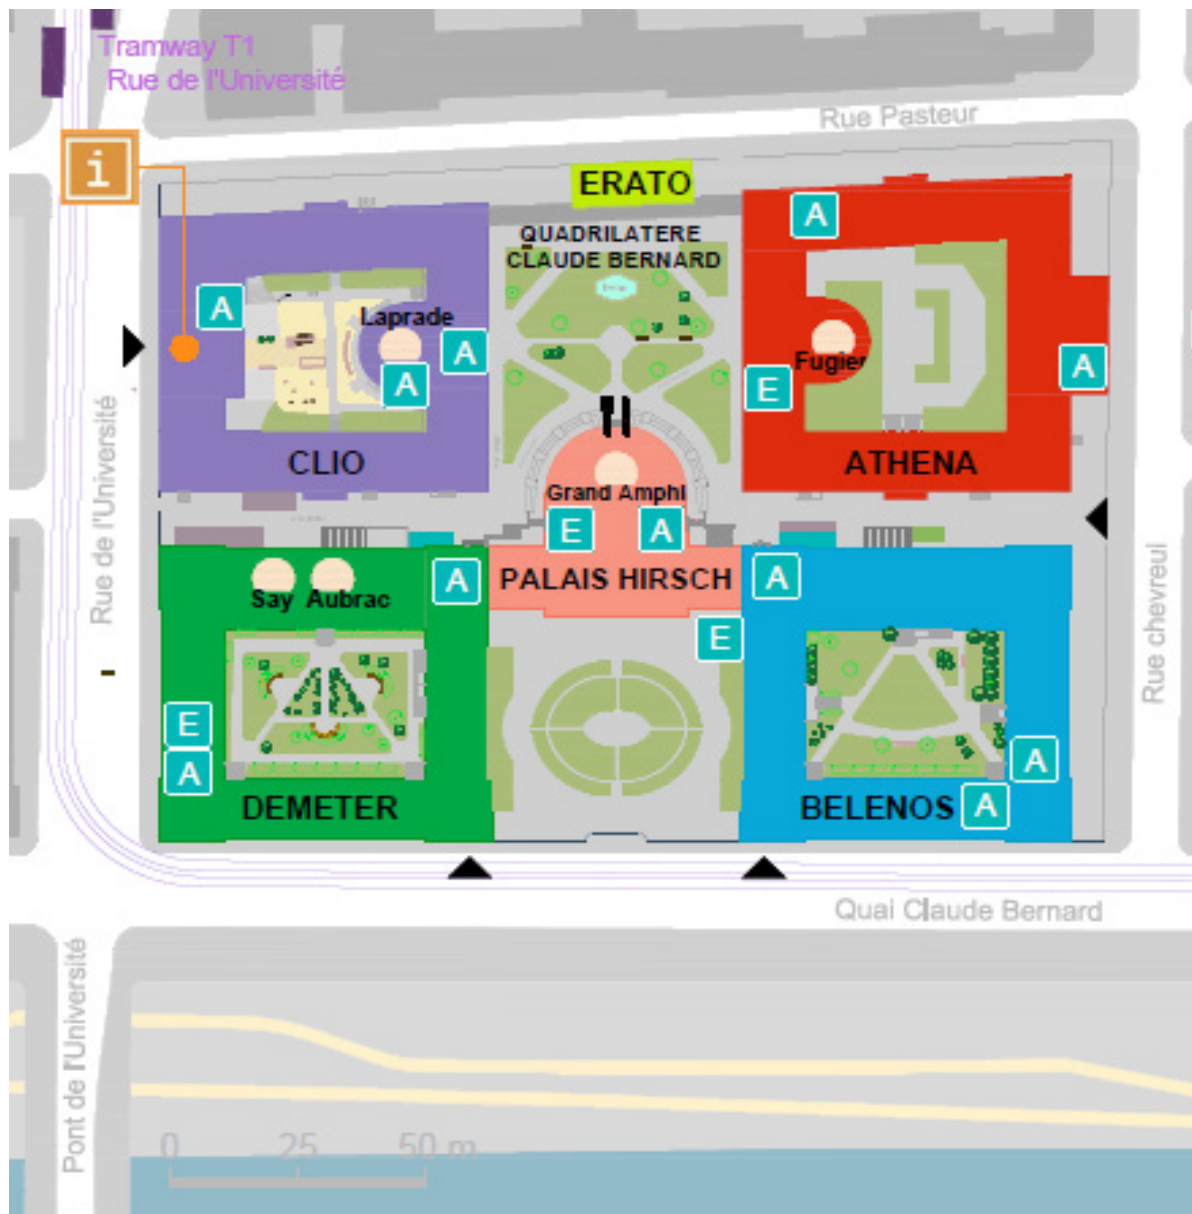 Tramway T1
Rue de l'Université
Rue Pasteur
i
ERATO
A
QUADRILATERE
CLAUDE BERNARD
A
Laprade
A
A
Fugier
A
E
Rue de l'Université
CLIO
ATHENA
Grand Amphi
E
A
Say Aubrac
A
PALAIS HIRSCH
A
Rue chevreul
E
E
A
A
DEMETER
BELENOS
A
Quai Claude Bernard
Pont de l'Université
0 25 50 m